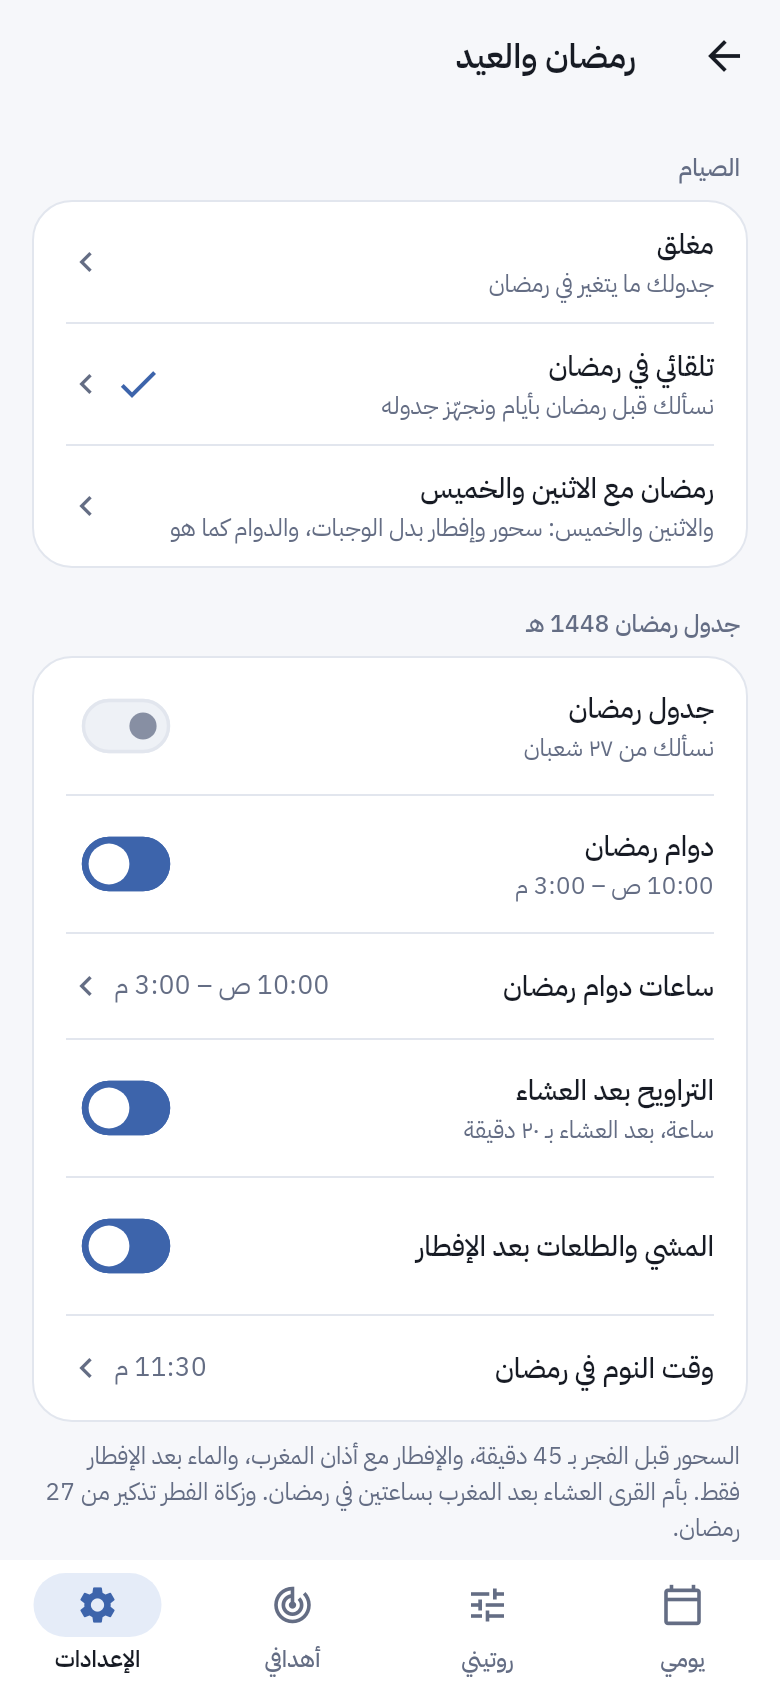 رمضان والعيد
الصيام
مغلق
جدولك ما يتغير في رمضان
تلقائي في رمضان
نسألك قبل رمضان بأيام ونجهّز جدوله
رمضان مع الاثنين والخميس
والاثنين والخميس: سحور وإفطار بدل الوجبات، والدوام كما هو
جدول رمضان 1448 هـ
جدول رمضان
نسألك من ٢٧ شعبان
دوام رمضان
10:00 ص – 3:00 م
ساعات دوام رمضان
10:00 ص – 3:00 م
التراويح بعد العشاء
ساعة، بعد العشاء بـ ٢٠ دقيقة
المشي والطلعات بعد الإفطار
وقت النوم في رمضان
11:30 م
السحور قبل الفجر بـ 45 دقيقة، والإفطار مع أذان المغرب، والماء بعد الإفطار
فقط. بأم القرى العشاء بعد المغرب بساعتين في رمضان. وزكاة الفطر تذكير من 27
رمضان.
يومي
روتيني
أهدافي
الإعدادات